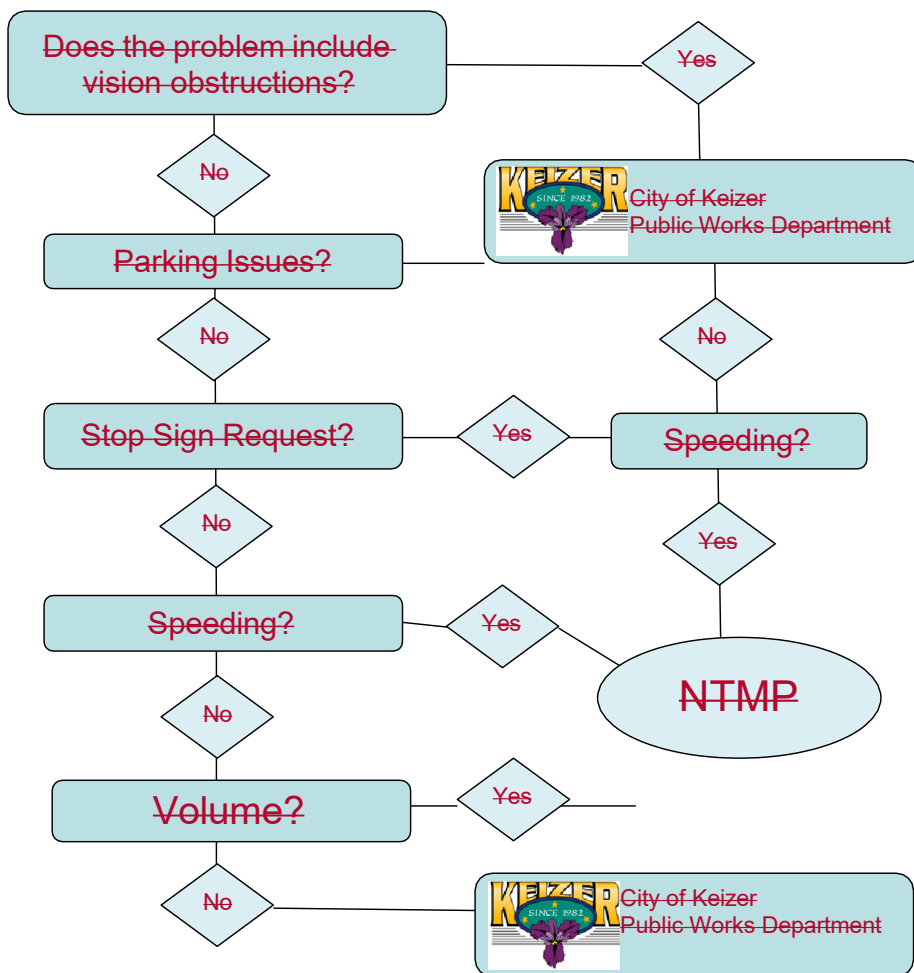 Does the problem include
vision obstructions?
Yes
No
KEIZER
SINCE 1982
City of Keizer
Public Works Department
Parking Issues?
No
No
Stop Sign Request?
Yes
Speeding?
No
Yes
Speeding?
Yes
NTMP
No
Volume?
Yes
No
KEIZER
SINCE 1982
City of Keizer
Public Works Department